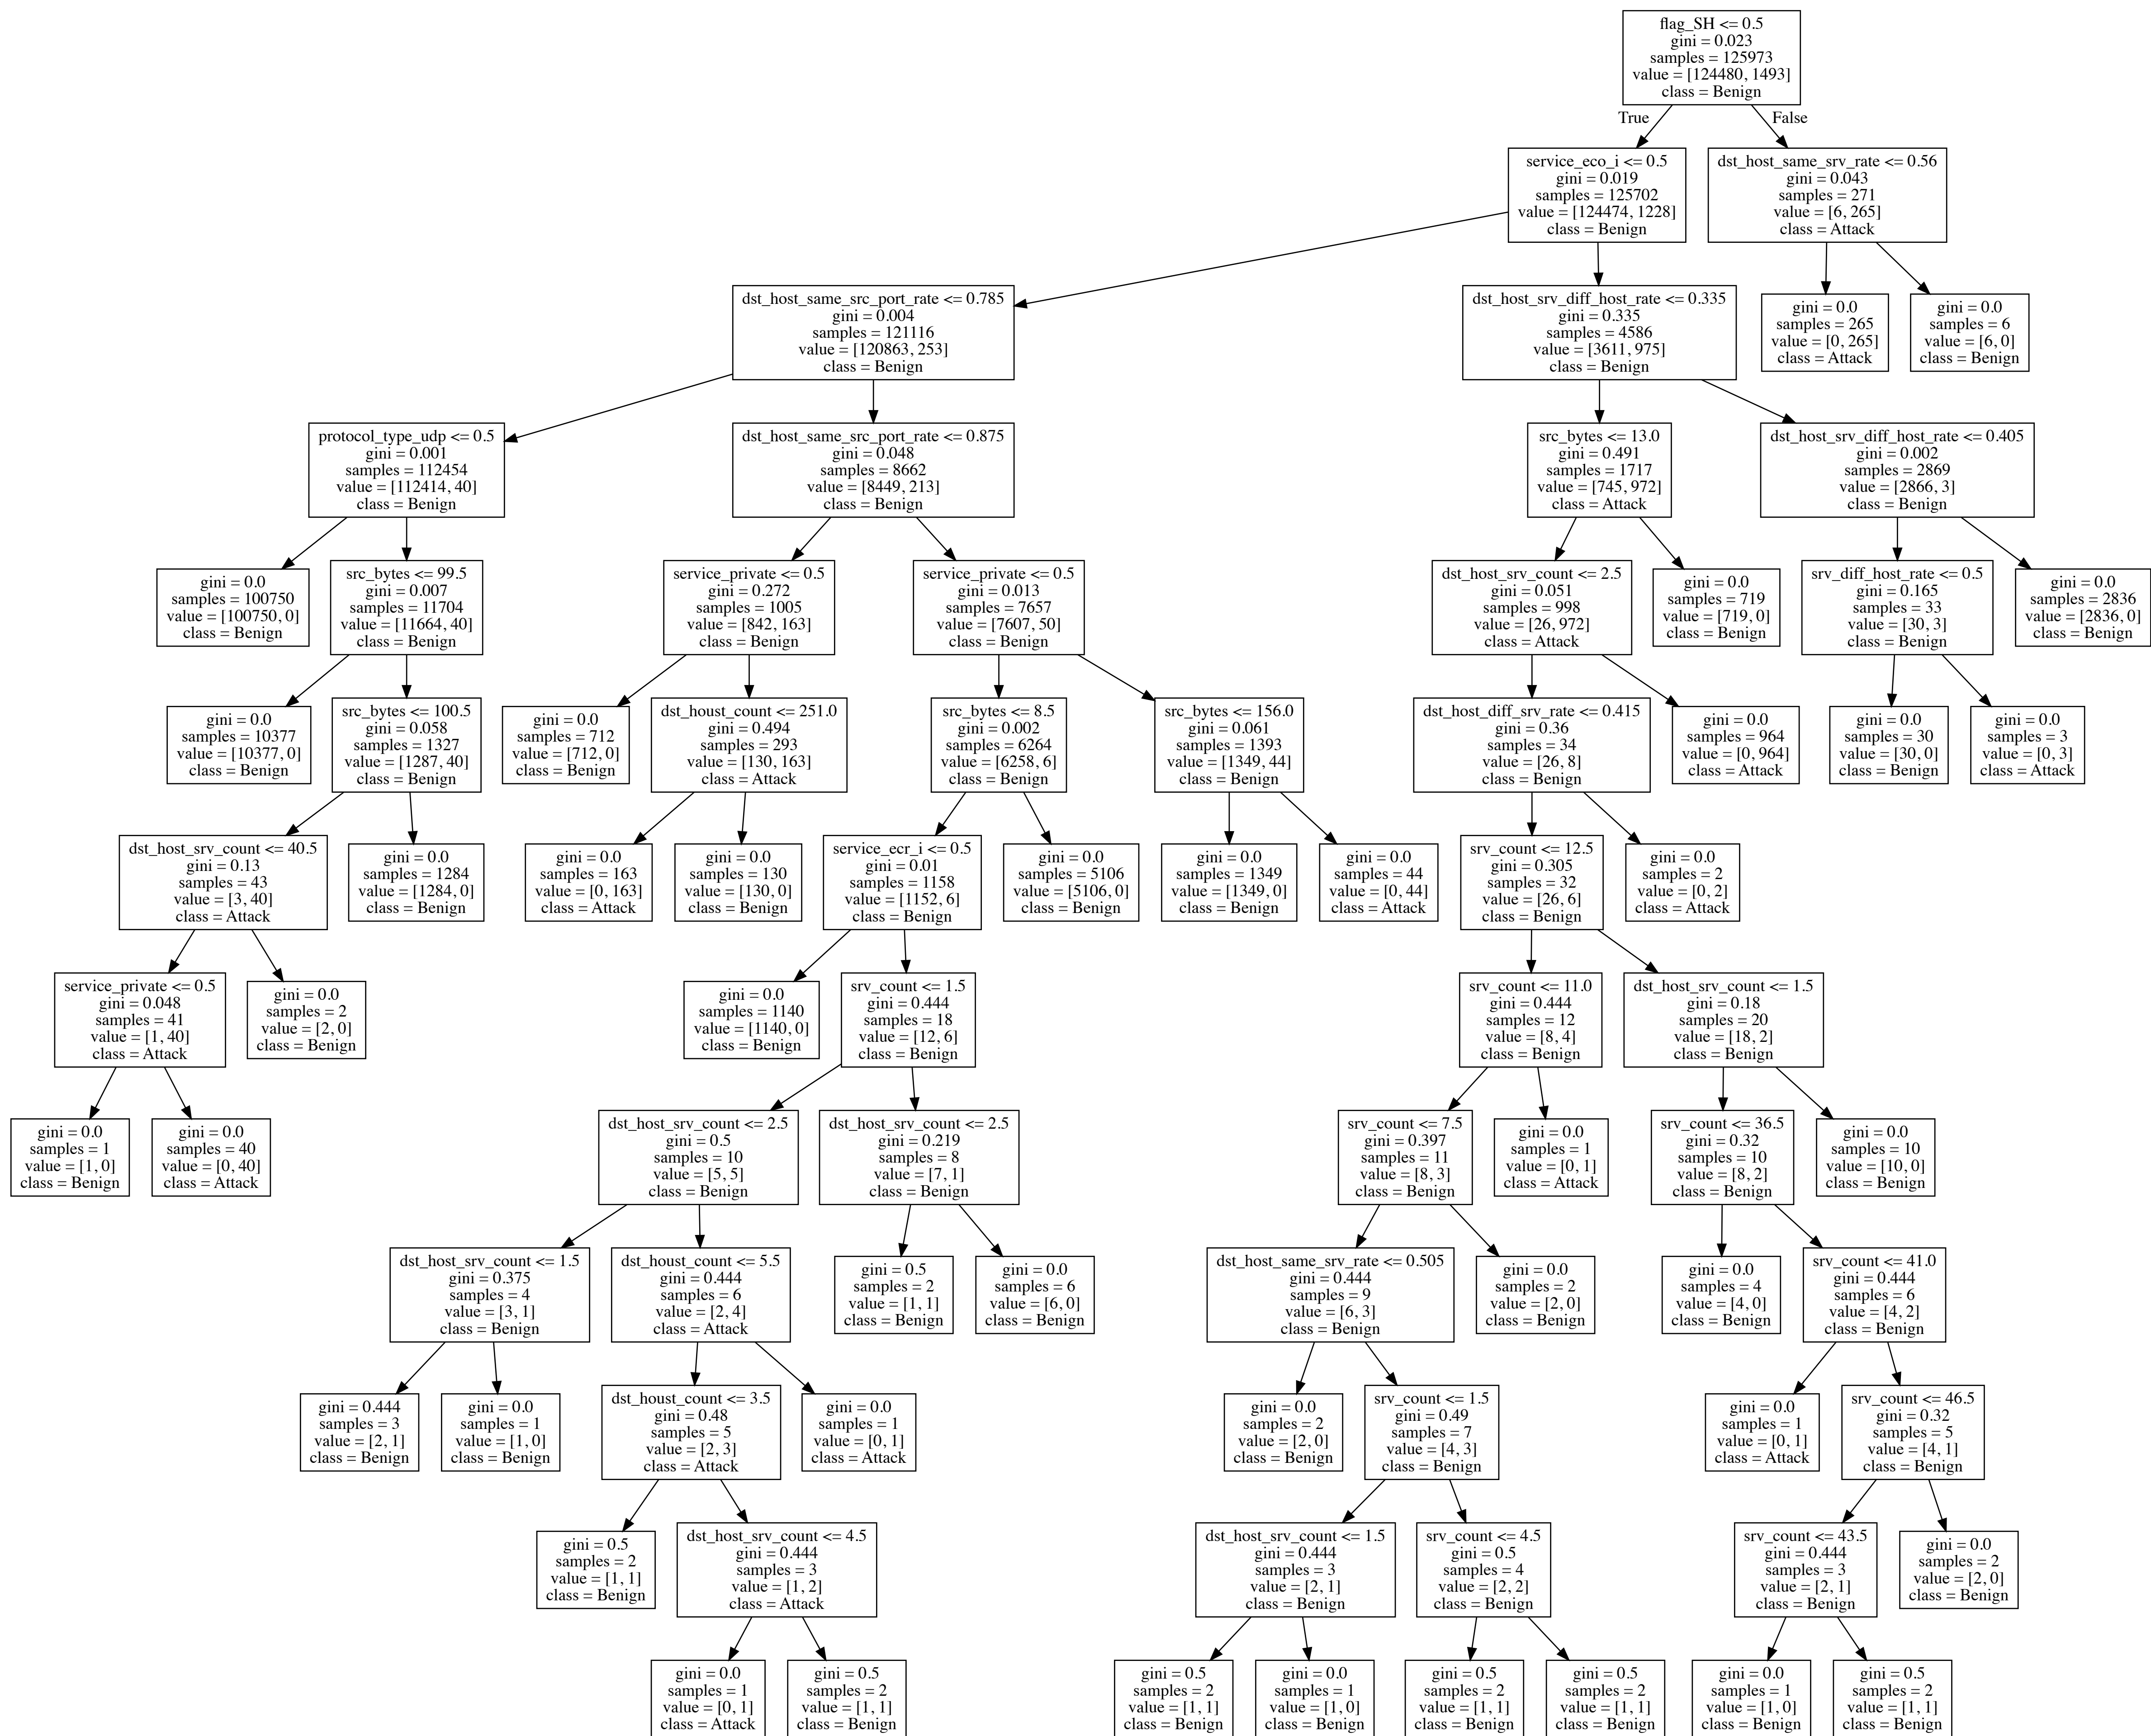 flag_SH <= 0.5
gini = 0.023
samples = 125973
value = [124480, 1493]
class = Benign
True
False
service_eco_i <= 0.5
gini = 0.019
samples = 125702
value = [124474, 1228]
class = Benign
dst_host_same_srv_rate <= 0.56
gini = 0.043
samples = 271
value = [6, 265]
class = Attack
dst_host_same_src_port_rate <= 0.785
gini = 0.004
samples = 121116
value = [120863, 253]
class = Benign
dst_host_srv_diff_host_rate <= 0.335
gini = 0.335
samples = 4586
value = [3611, 975]
class = Benign
gini = 0.0
samples = 265
value = [0, 265]
class = Attack
gini = 0.0
samples = 6
value = [6, 0]
class = Benign
protocol_type_udp <= 0.5
gini = 0.001
samples = 112454
value = [112414, 40]
class = Benign
dst_host_same_src_port_rate <= 0.875
gini = 0.048
samples = 8662
value = [8449, 213]
class = Benign
src_bytes <= 13.0
gini = 0.491
samples = 1717
value = [745, 972]
class = Attack
dst_host_srv_diff_host_rate <= 0.405
gini = 0.002
samples = 2869
value = [2866, 3]
class = Benign
gini = 0.0
samples = 100750
value = [100750, 0]
class = Benign
src_bytes <= 99.5
gini = 0.007
samples = 11704
value = [11664, 40]
class = Benign
service_private <= 0.5
gini = 0.272
samples = 1005
value = [842, 163]
class = Benign
service_private <= 0.5
gini = 0.013
samples = 7657
value = [7607, 50]
class = Benign
dst_host_srv_count <= 2.5
gini = 0.051
samples = 998
value = [26, 972]
class = Attack
gini = 0.0
samples = 719
value = [719, 0]
class = Benign
srv_diff_host_rate <= 0.5
gini = 0.165
samples = 33
value = [30, 3]
class = Benign
gini = 0.0
samples = 2836
value = [2836, 0]
class = Benign
gini = 0.0
samples = 10377
value = [10377, 0]
class = Benign
src_bytes <= 100.5
gini = 0.058
samples = 1327
value = [1287, 40]
class = Benign
gini = 0.0
samples = 712
value = [712, 0]
class = Benign
dst_houst_count <= 251.0
gini = 0.494
samples = 293
value = [130, 163]
class = Attack
src_bytes <= 8.5
gini = 0.002
samples = 6264
value = [6258, 6]
class = Benign
src_bytes <= 156.0
gini = 0.061
samples = 1393
value = [1349, 44]
class = Benign
dst_host_diff_srv_rate <= 0.415
gini = 0.36
samples = 34
value = [26, 8]
class = Benign
gini = 0.0
samples = 964
value = [0, 964]
class = Attack
gini = 0.0
samples = 30
value = [30, 0]
class = Benign
gini = 0.0
samples = 3
value = [0, 3]
class = Attack
dst_host_srv_count <= 40.5
gini = 0.13
samples = 43
value = [3, 40]
class = Attack
gini = 0.0
samples = 1284
value = [1284, 0]
class = Benign
gini = 0.0
samples = 163
value = [0, 163]
class = Attack
gini = 0.0
samples = 130
value = [130, 0]
class = Benign
service_ecr_i <= 0.5
gini = 0.01
samples = 1158
value = [1152, 6]
class = Benign
gini = 0.0
samples = 5106
value = [5106, 0]
class = Benign
gini = 0.0
samples = 1349
value = [1349, 0]
class = Benign
gini = 0.0
samples = 44
value = [0, 44]
class = Attack
srv_count <= 12.5
gini = 0.305
samples = 32
value = [26, 6]
class = Benign
gini = 0.0
samples = 2
value = [0, 2]
class = Attack
service_private <= 0.5
gini = 0.048
samples = 41
value = [1, 40]
class = Attack
gini = 0.0
samples = 2
value = [2, 0]
class = Benign
gini = 0.0
samples = 1140
value = [1140, 0]
class = Benign
srv_count <= 1.5
gini = 0.444
samples = 18
value = [12, 6]
class = Benign
srv_count <= 11.0
gini = 0.444
samples = 12
value = [8, 4]
class = Benign
dst_host_srv_count <= 1.5
gini = 0.18
samples = 20
value = [18, 2]
class = Benign
gini = 0.0
samples = 1
value = [1, 0]
class = Benign
gini = 0.0
samples = 40
value = [0, 40]
class = Attack
dst_host_srv_count <= 2.5
gini = 0.5
samples = 10
value = [5, 5]
class = Benign
dst_host_srv_count <= 2.5
gini = 0.219
samples = 8
value = [7, 1]
class = Benign
srv_count <= 7.5
gini = 0.397
samples = 11
value = [8, 3]
class = Benign
gini = 0.0
samples = 1
value = [0, 1]
class = Attack
srv_count <= 36.5
gini = 0.32
samples = 10
value = [8, 2]
class = Benign
gini = 0.0
samples = 10
value = [10, 0]
class = Benign
dst_host_srv_count <= 1.5
gini = 0.375
samples = 4
value = [3, 1]
class = Benign
dst_houst_count <= 5.5
gini = 0.444
samples = 6
value = [2, 4]
class = Attack
gini = 0.5
samples = 2
value = [1, 1]
class = Benign
gini = 0.0
samples = 6
value = [6, 0]
class = Benign
dst_host_same_srv_rate <= 0.505
gini = 0.444
samples = 9
value = [6, 3]
class = Benign
gini = 0.0
samples = 2
value = [2, 0]
class = Benign
gini = 0.0
samples = 4
value = [4, 0]
class = Benign
srv_count <= 41.0
gini = 0.444
samples = 6
value = [4, 2]
class = Benign
gini = 0.444
samples = 3
value = [2, 1]
class = Benign
gini = 0.0
samples = 1
value = [1, 0]
class = Benign
dst_houst_count <= 3.5
gini = 0.48
samples = 5
value = [2, 3]
class = Attack
gini = 0.0
samples = 1
value = [0, 1]
class = Attack
gini = 0.0
samples = 2
value = [2, 0]
class = Benign
srv_count <= 1.5
gini = 0.49
samples = 7
value = [4, 3]
class = Benign
gini = 0.0
samples = 1
value = [0, 1]
class = Attack
srv_count <= 46.5
gini = 0.32
samples = 5
value = [4, 1]
class = Benign
gini = 0.5
samples = 2
value = [1, 1]
class = Benign
dst_host_srv_count <= 4.5
gini = 0.444
samples = 3
value = [1, 2]
class = Attack
dst_host_srv_count <= 1.5
gini = 0.444
samples = 3
value = [2, 1]
class = Benign
srv_count <= 4.5
gini = 0.5
samples = 4
value = [2, 2]
class = Benign
srv_count <= 43.5
gini = 0.444
samples = 3
value = [2, 1]
class = Benign
gini = 0.0
samples = 2
value = [2, 0]
class = Benign
gini = 0.0
samples = 1
value = [0, 1]
class = Attack
gini = 0.5
samples = 2
value = [1, 1]
class = Benign
gini = 0.5
samples = 2
value = [1, 1]
class = Benign
gini = 0.0
samples = 1
value = [1, 0]
class = Benign
gini = 0.5
samples = 2
value = [1, 1]
class = Benign
gini = 0.5
samples = 2
value = [1, 1]
class = Benign
gini = 0.0
samples = 1
value = [1, 0]
class = Benign
gini = 0.5
samples = 2
value = [1, 1]
class = Benign